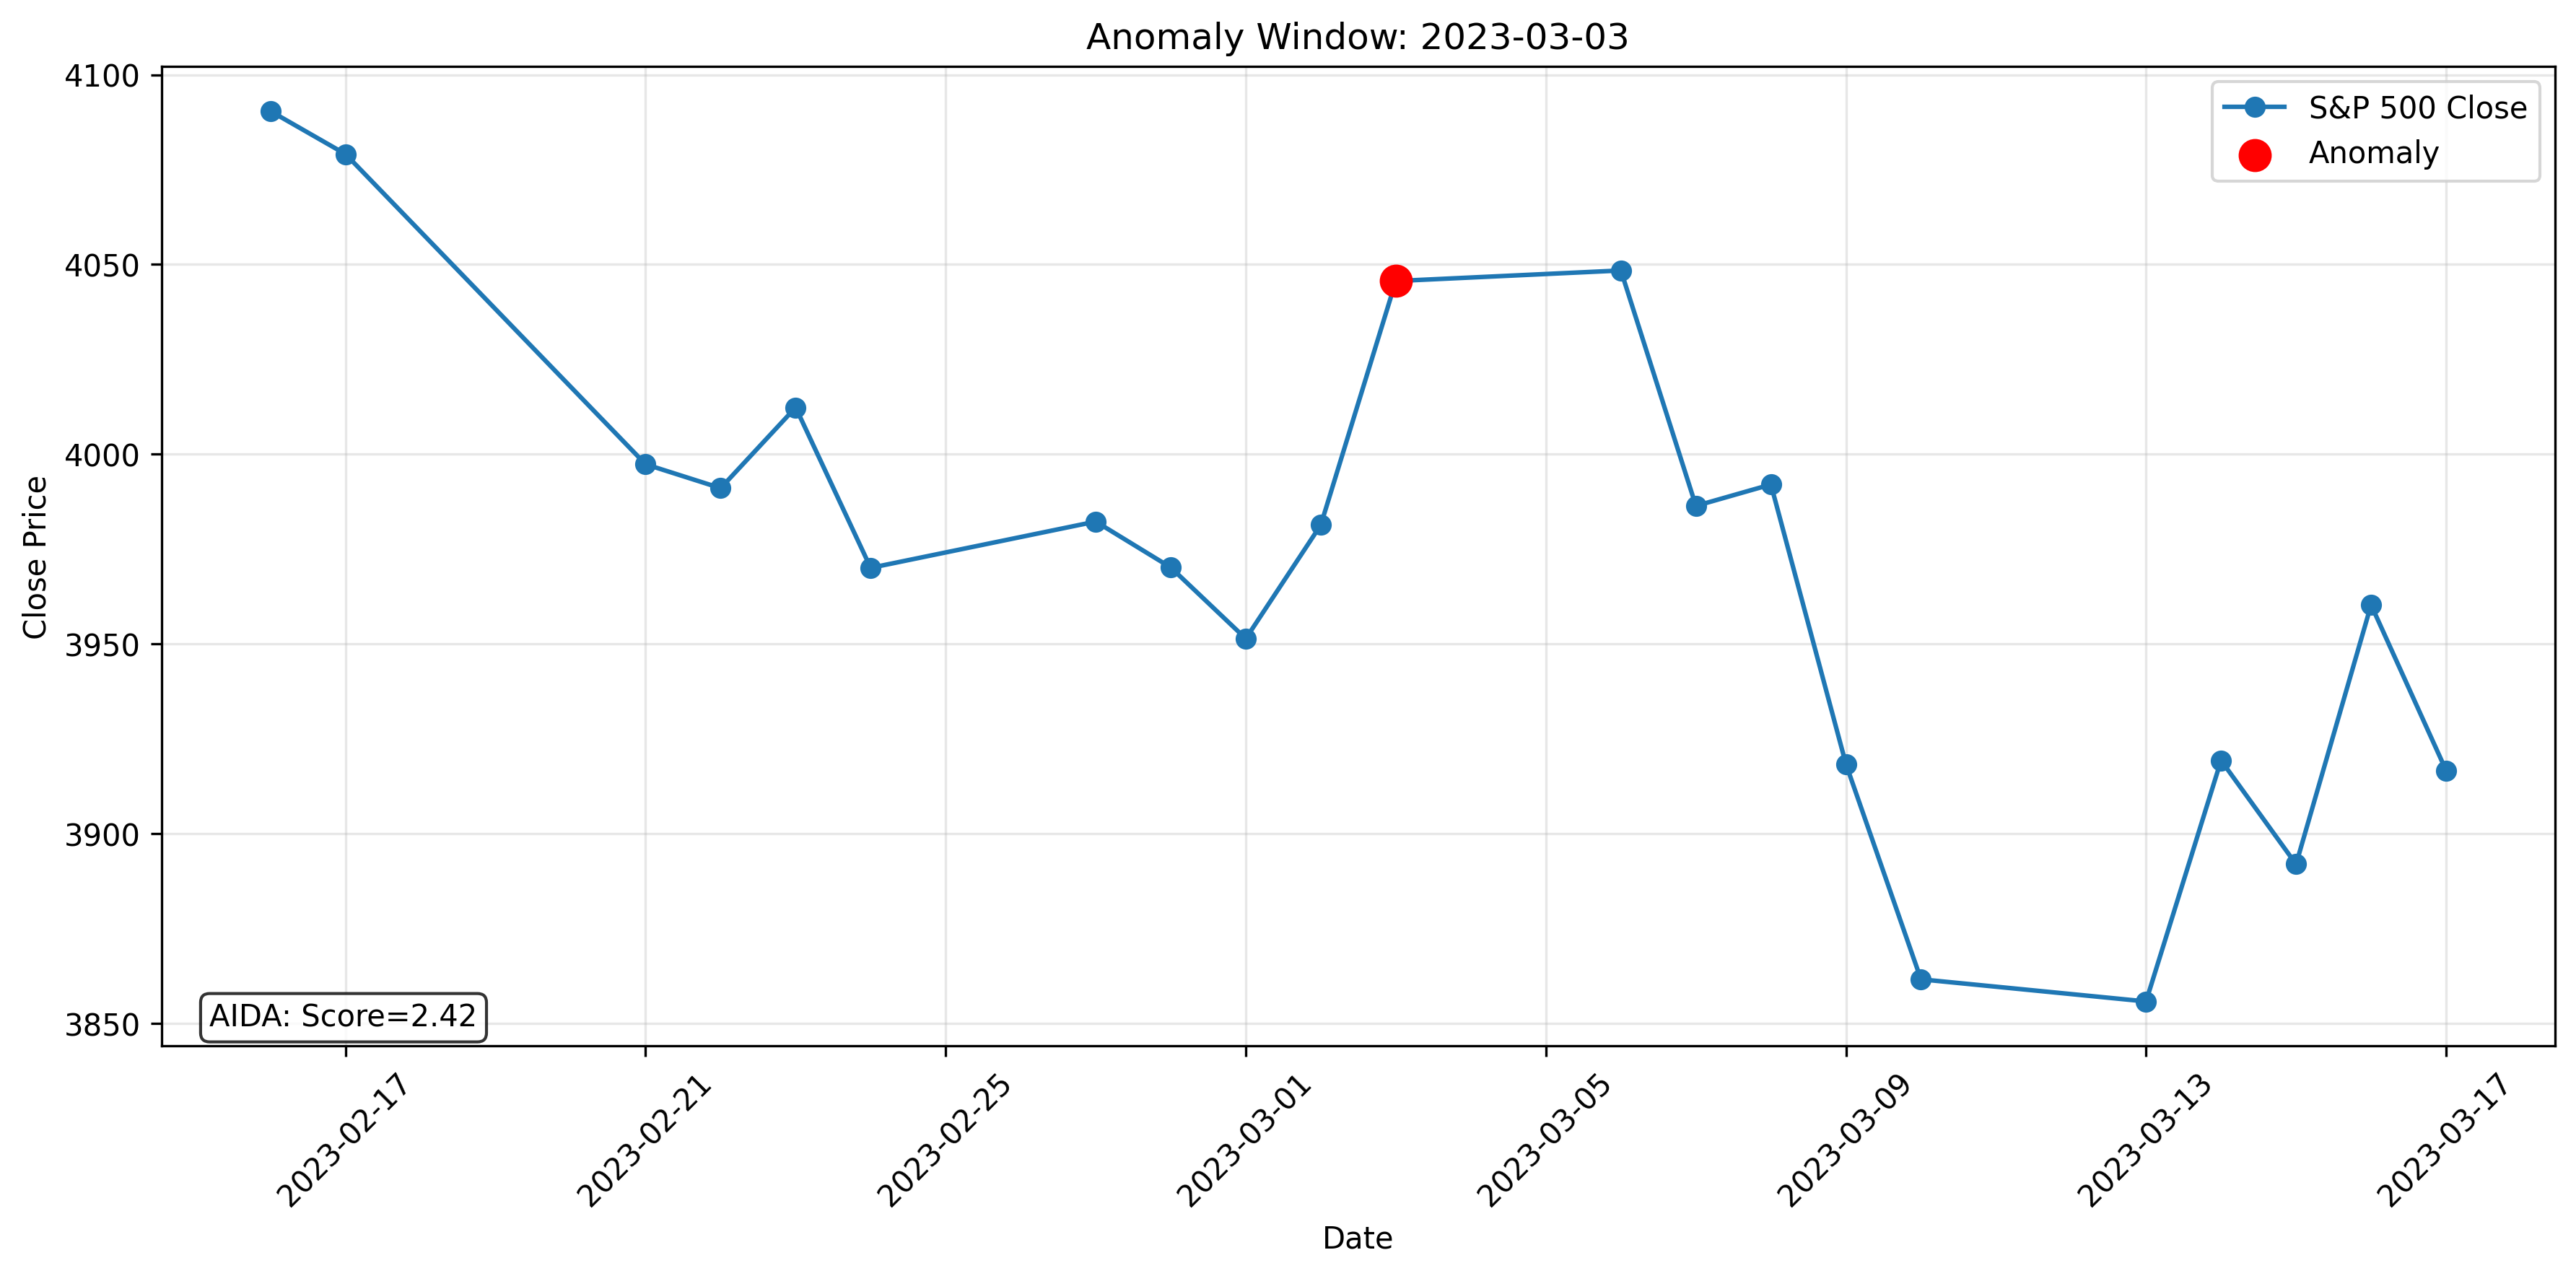 Anomaly Window: 2023-03-03
4100
4050
4000
3950
3900
3850
Close Price
S&P 500 Close
Anomaly
AIDA: Score=2.42
2023-02-17
2023-02-21
2023-02-25
2023-03-01
2023-03-05
2023-03-09
2023-03-13
2023-03-17
Date